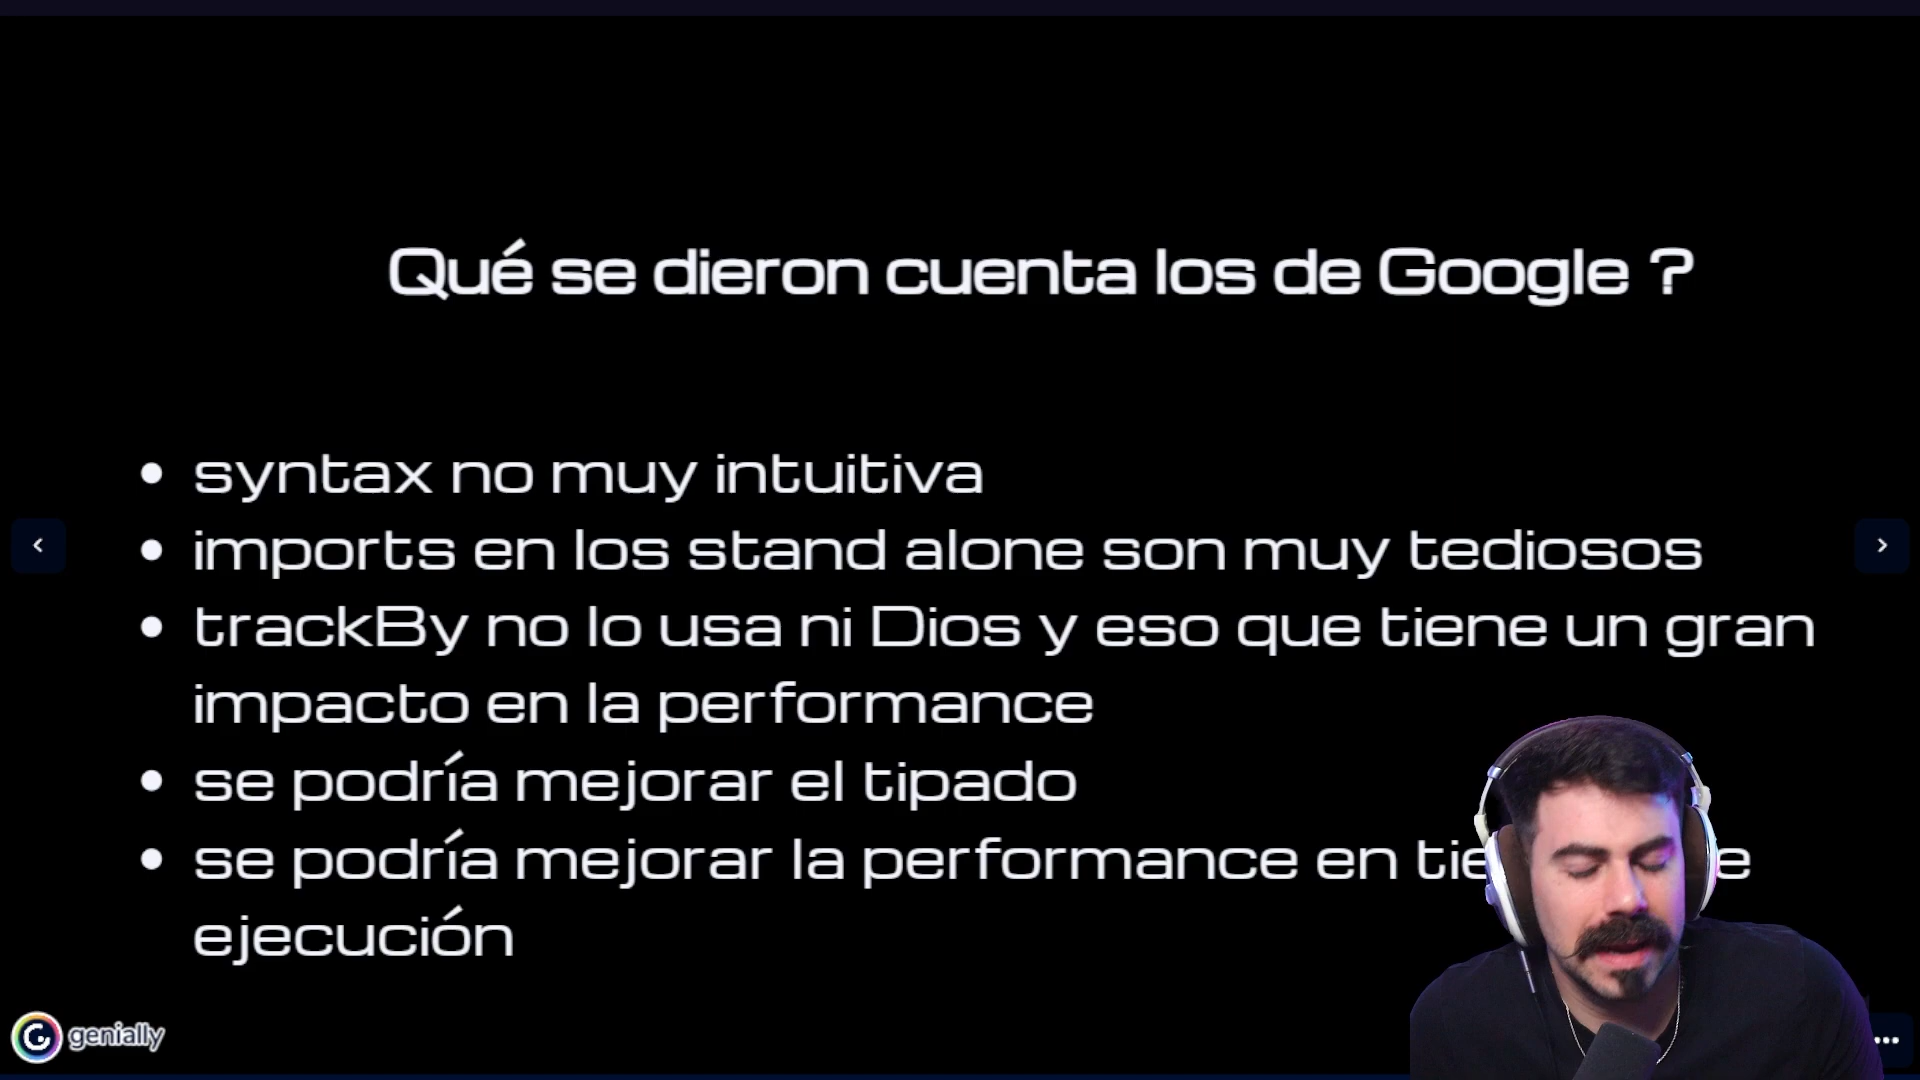 Qué se dieron cuenta los de Google ?
syntax no muy intuitiva
imports en los stand alone son muy tediosos
trackBy no lo usa ni Dios y eso que tiene un gran
impacto en la performance
se podría mejorar el tipado
se podría mejorar la performance en
ejecución
genially